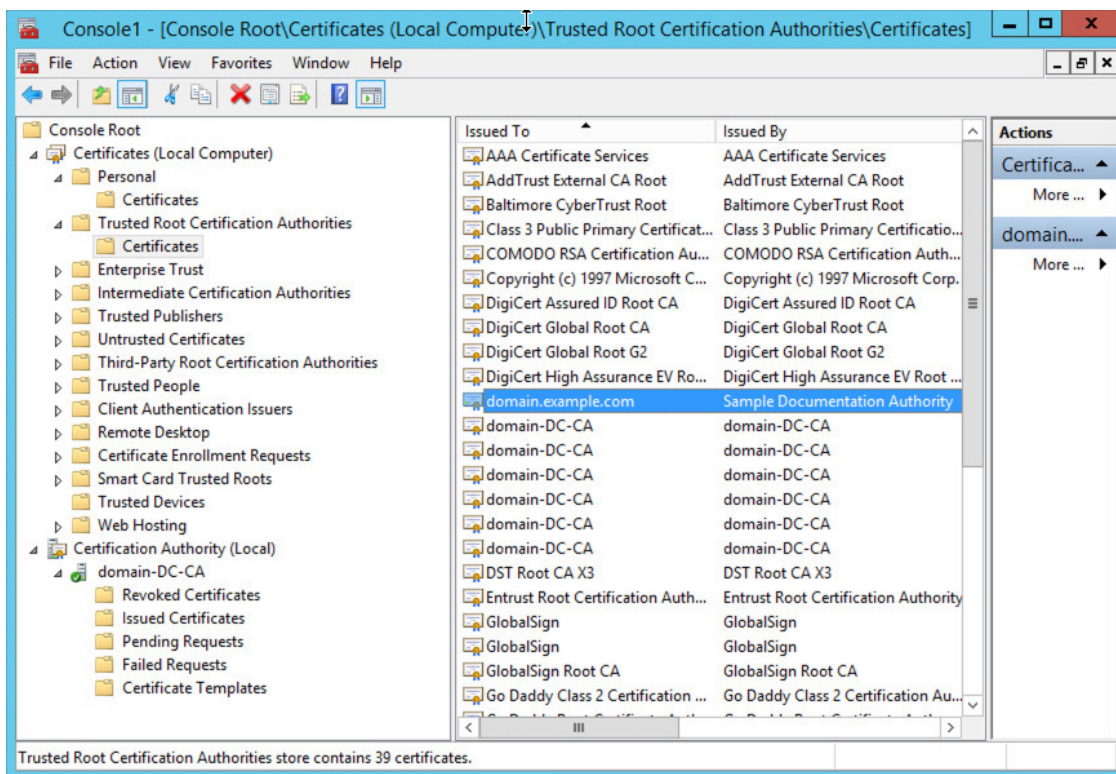 Console1 - [Console Root\Certificates (Local Computer)\Trusted Root Certification Authorities\Certificates]
File Action View Favorites Window Help
Console Root
Certificates (Local Computer)
Personal
Certificates
Trusted Root Certification Authorities
Certificates
Enterprise Trust
Intermediate Certification Authorities
Trusted Publishers
Untrusted Certificates
Third-Party Root Certification Authorities
Trusted People
Client Authentication Issuers
Remote Desktop
Certificate Enrollment Requests
Smart Card Trusted Roots
Trusted Devices
Web Hosting
Certification Authority (Local)
domain-DC-CA
Revoked Certificates
Issued Certificates
Pending Requests
Failed Requests
Certificate Templates
Issued To Issued By
AAA Certificate Services AAA Certificate Services
AddTrust External CA Root AddTrust External CA Root
Baltimore CyberTrust Root Baltimore CyberTrust Root
Class 3 Public Primary Certificat... Class 3 Public Primary Certificatio...
COMODO RSA Certification Au... COMODO RSA Certification Auth...
Copyright (c) 1997 Microsoft C... Copyright (c) 1997 Microsoft Corp.
DigiCert Assured ID Root CA DigiCert Assured ID Root CA
DigiCert Global Root CA DigiCert Global Root CA
DigiCert Global Root G2 DigiCert Global Root G2
DigiCert High Assurance EV Ro... DigiCert High Assurance EV Root ...
domain.example.com Sample Documentation Authority
domain-DC-CA domain-DC-CA
domain-DC-CA domain-DC-CA
domain-DC-CA domain-DC-CA
domain-DC-CA domain-DC-CA
domain-DC-CA domain-DC-CA
domain-DC-CA domain-DC-CA
DST Root CA X3 DST Root CA X3
Entrust Root Certification Auth... Entrust Root Certification Authority
GlobalSign GlobalSign
GlobalSign GlobalSign
GlobalSign Root CA GlobalSign Root CA
Go Daddy Class 2 Certification ... Go Daddy Class 2 Certification Au...
Actions
Certifica...
More ...
domain....
More ...
Trusted Root Certification Authorities store contains 39 certificates.